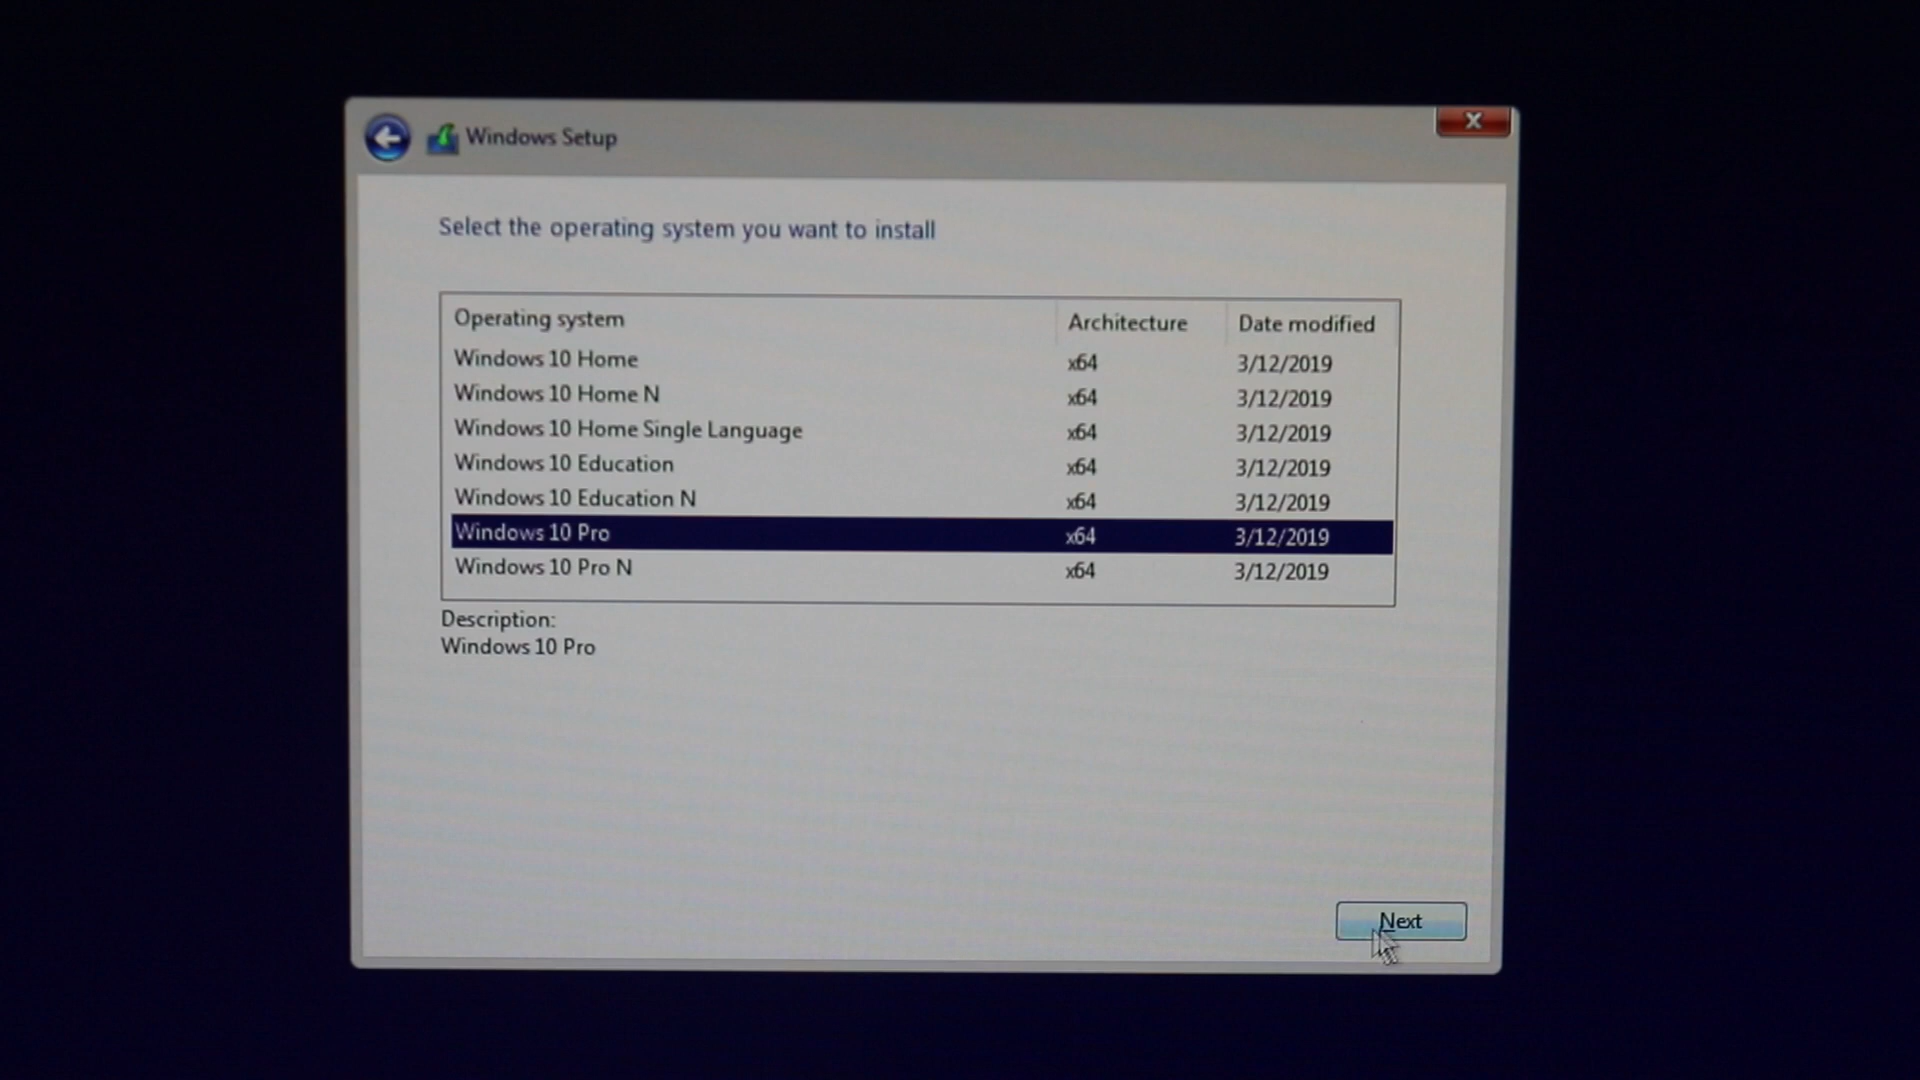 Windows Setup
X
Select the operating system you want to install
Operating system Architecture Date modified
Windows 10 Home x64 3/12/2019
Windows 10 Home N x64 3/12/2019
Windows 10 Home Single Language x64 3/12/2019
Windows 10 Education x64 3/12/2019
Windows 10 Education N x64 3/12/2019
Windows 10 Pro x64 3/12/2019
Windows 10 Pro N x64 3/12/2019
Description:
Windows 10 Pro
Next